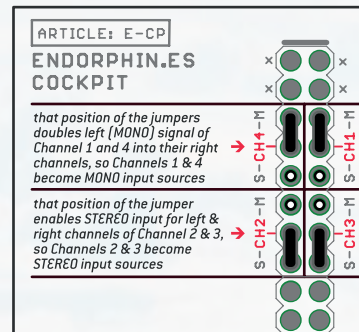 ARTICLE: E-CP
ENDORPHIN.ES
COCKPIT
that position of the jumpers
doubles left (MONO) signal of
Channel 1 and 4 into their right
channels, so Channels 1 & 4
become MONO input sources
S-CH4-M
S-CH1-M
that position of the jumper
enables STEREO input for left &
right channels of Channel 2 & 3,
so Channels 2 & 3 become
STEREO input sources
S-CH2-M
S-CH3-M